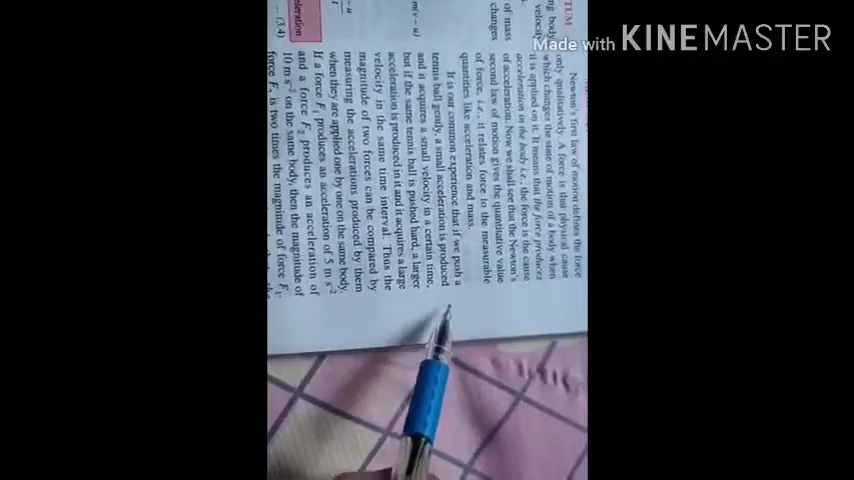 Made with KINEMASTER
TUM
ng body
velocity
of mass
changes
m(v – u)
– u
t
eleration
... (3.4)
Newton's first law of motion defines the force
only qualitatively. A force is that physical cause
which changes the state of motion of a body when
it is applied on it. It means that the force produces
acceleration in the body i.e., the force is the cause
of acceleration. Now we shall see that the Newton's
second law of motion gives the quantitative value
of force, i.e., it relates force to the measurable
quantities like acceleration and mass.
It is our common experience that if we push a
tennis ball gently, a small acceleration is produced
and it acquires a small velocity in a certain time,
but if the same tennis ball is pushed hard, a larger
acceleration is produced in it and it acquires a large
velocity in the same time interval. Thus the
magnitude of two forces can be compared by
measuring the accelerations produced by them
when they are applied one by one on the same body.
If a force F₁ produces an acceleration of 5 m s⁻²
and a force F₂ produces an acceleration of
10 m s⁻² on the same body, then the magnitude of
force F₂ is two times the magnitude of force F₁.